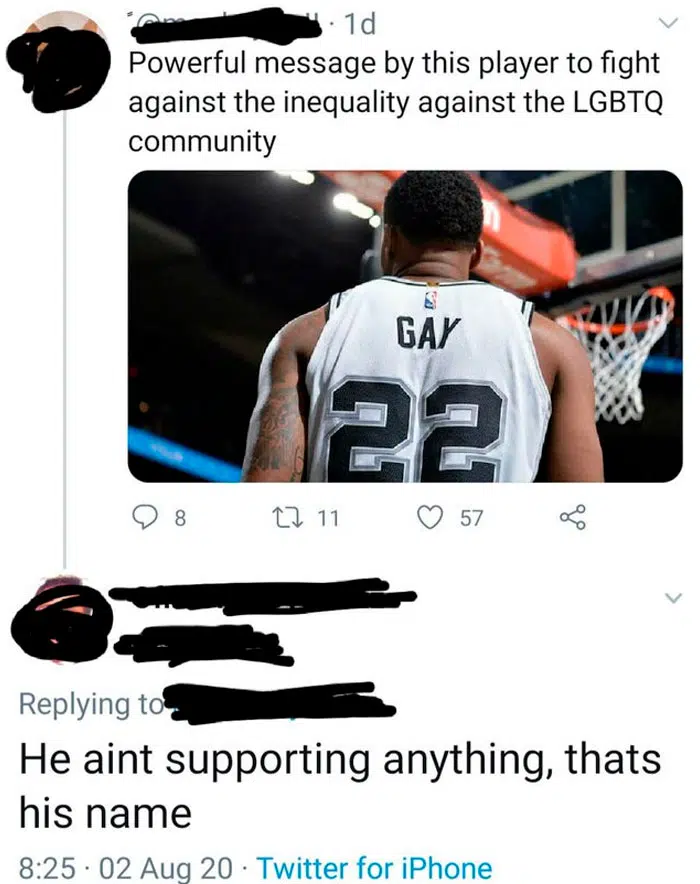 · 1d
Powerful message by this player to fight
against the inequality against the LGBTQ
community
GAY
22
8 11 57
Replying to
He aint supporting anything, thats
his name
8:25 · 02 Aug 20 · Twitter for iPhone